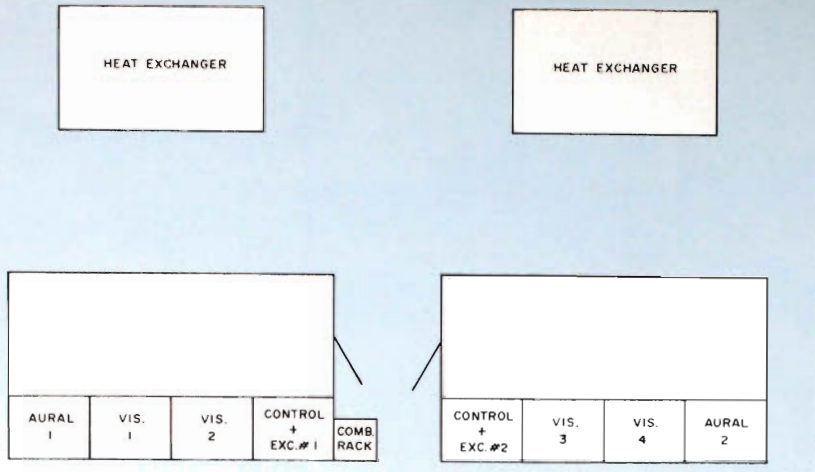 HEAT EXCHANGER
HEAT EXCHANGER
AURAL
1
VIS.
1
VIS.
2
CONTROL
+
EXC.#1
COMB.
RACK
CONTROL
+
EXC.#2
VIS.
3
VIS.
4
AURAL
2